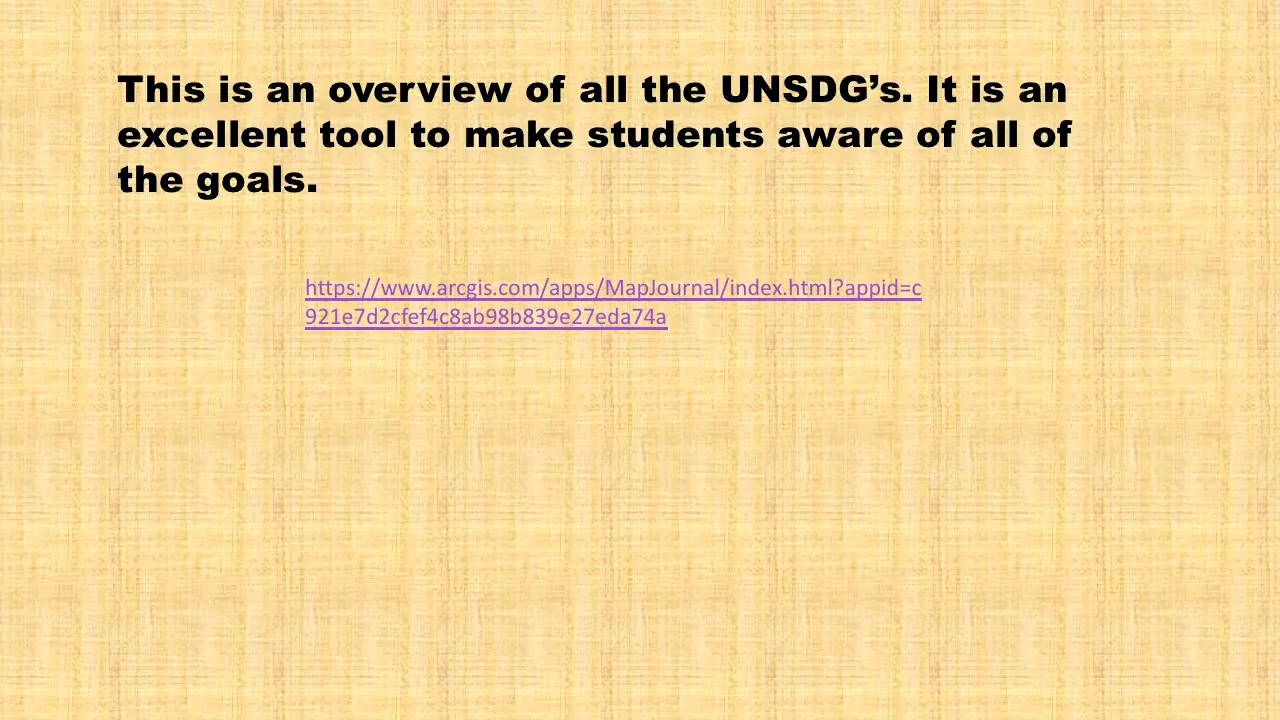 This is an overview of all the UNSDG’s. It is an
excellent tool to make students aware of all of
the goals.
https://www.arcgis.com/apps/MapJournal/index.html?appid=c
921e7d2cfef4c8ab98b839e27eda74a